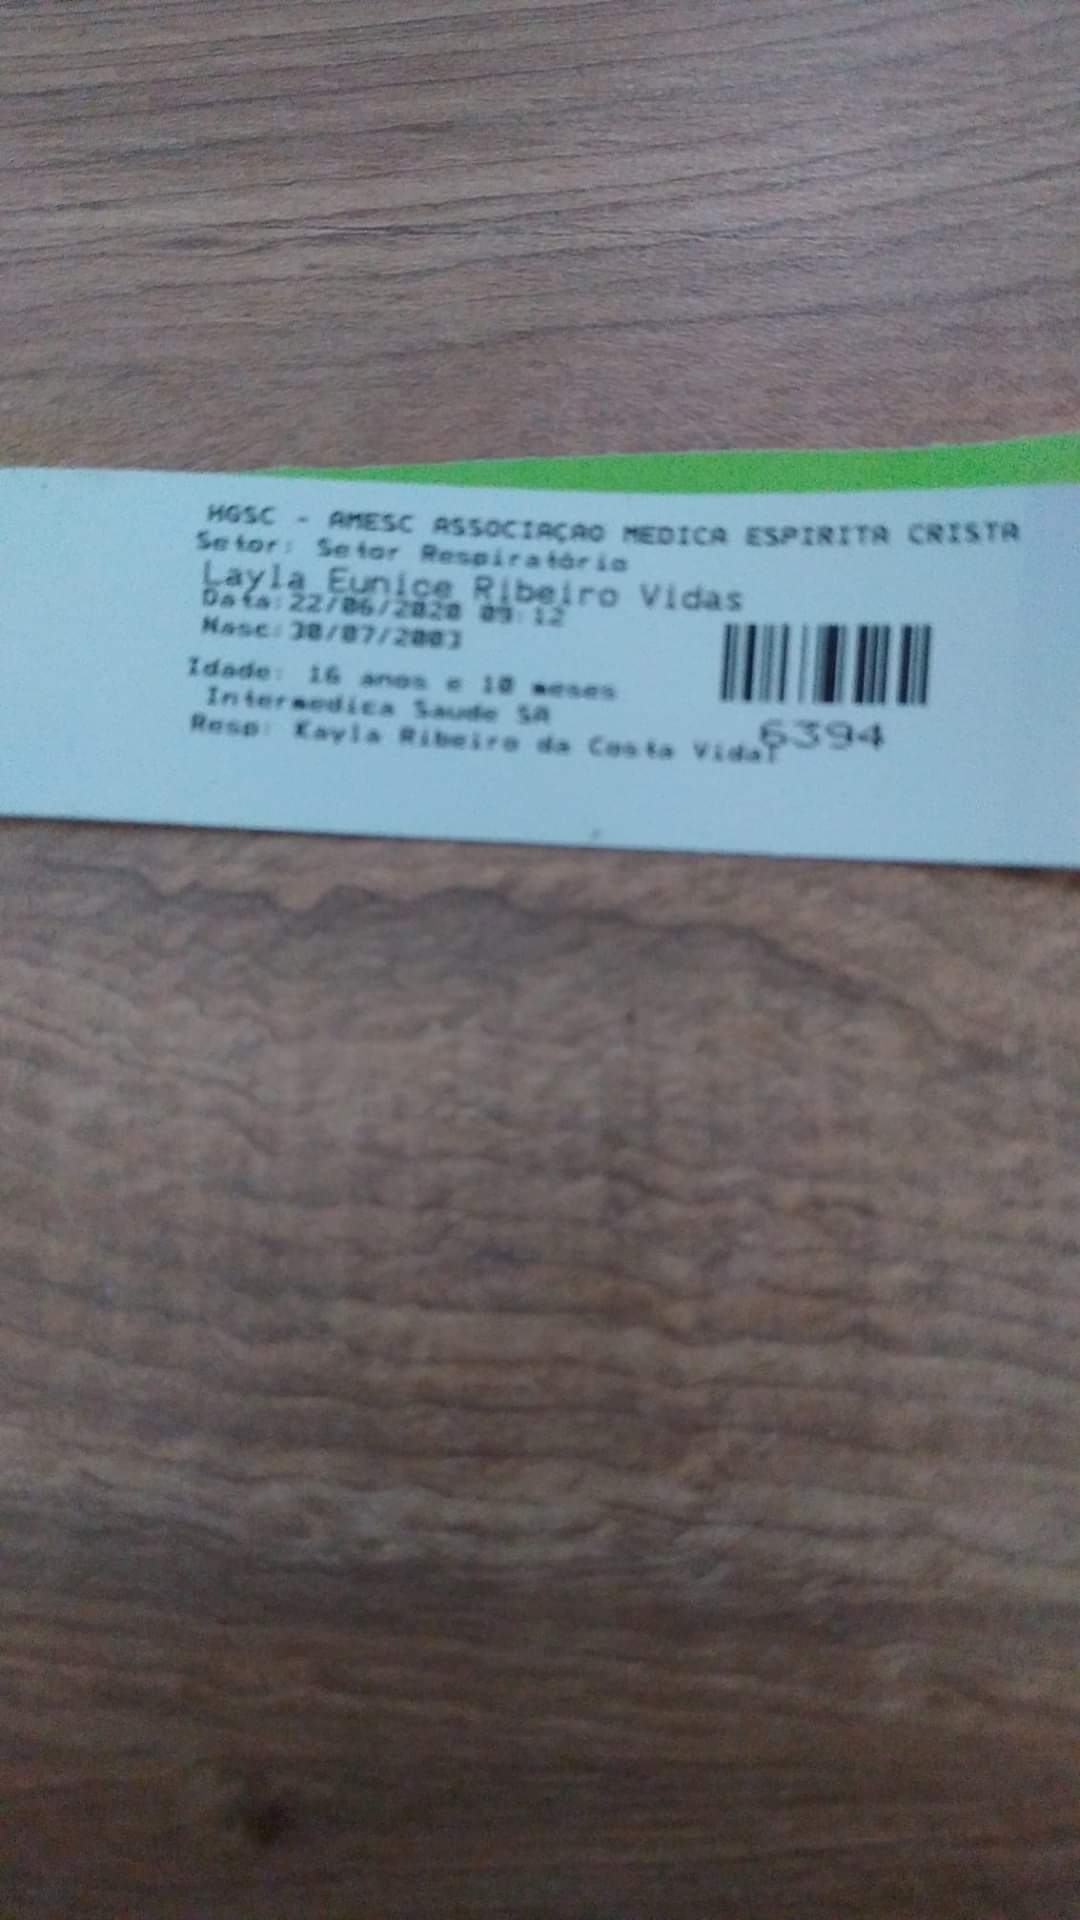 HGSC - AMESC ASSOCIAÇAO MEDICA ESPIRITA CRISTA
Setor: Setor Respiratório
Layla Eunice Ribeiro Vidas
Data:22/06/2020 09:12
Nasc:30/07/2003
Idade: 16 anos e 10 meses
Intermedica Saude SA
Resp: Kayla Ribeiro da Costa Vidal
6394